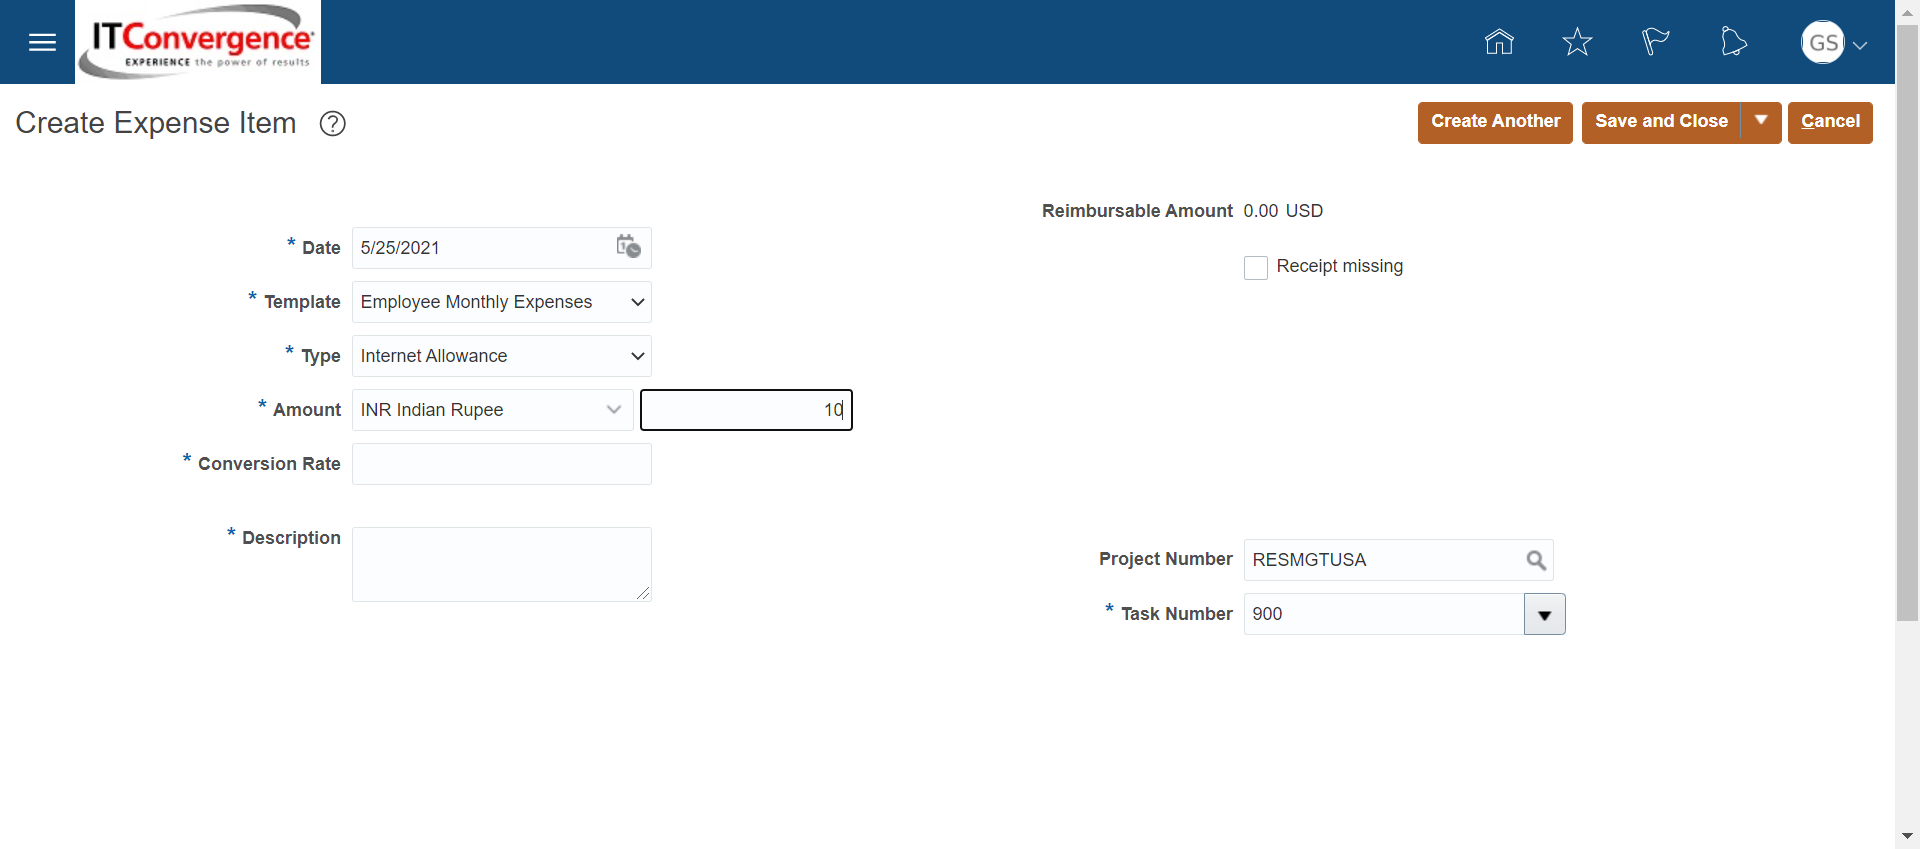 ITConvergence
EXPERIENCE the power of results
GS
Create Expense Item ?
Create Another
Save and Close
Cancel
Reimbursable Amount 0.00 USD
Receipt missing
* Date 5/25/2021
* Template Employee Monthly Expenses
* Type Internet Allowance
* Amount INR Indian Rupee 10
* Conversion Rate
* Description
Project Number RESMGTUSA
* Task Number 900